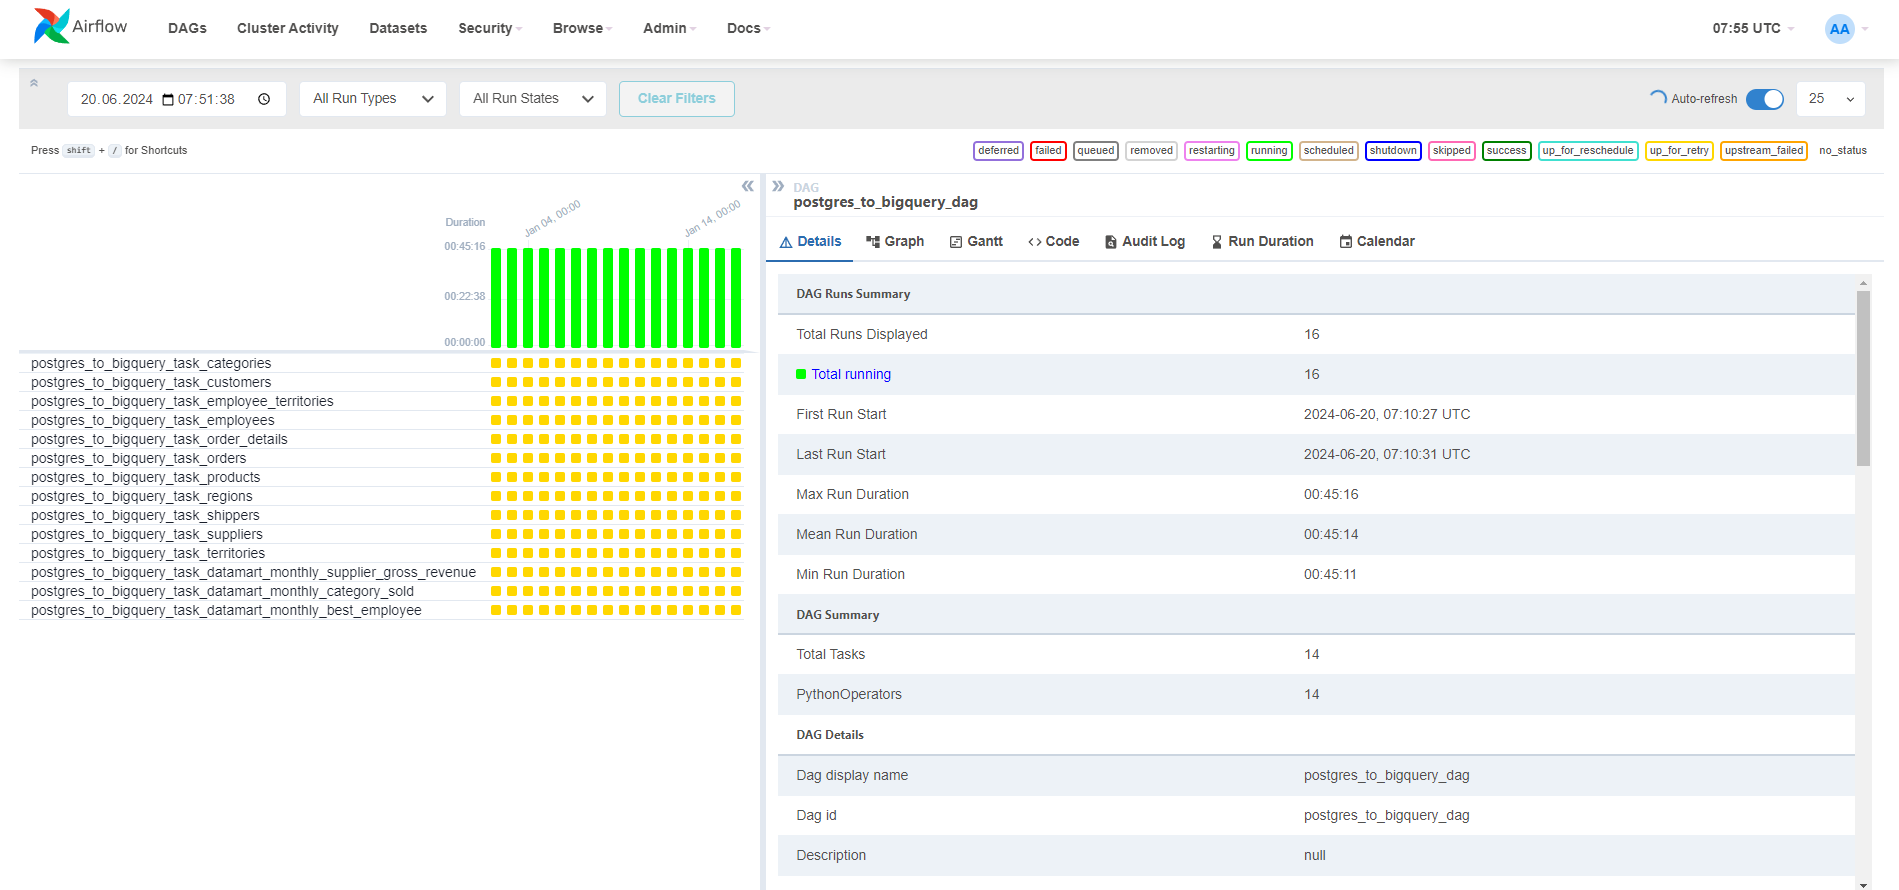 Airflow DAGs Cluster Activity Datasets Security Browse Admin Docs 07:55 UTC AA
20.06.2024 07:51:38 All Run Types All Run States Clear Filters Auto-refresh 25
Press shift + / for Shortcuts
deferred failed queued removed restarting running scheduled shutdown skipped success up_for_reschedule up_for_retry upstream_failed no_status
Duration
Jan 04, 00:00
Jan 14, 00:00
00:45:16
00:22:38
00:00:00
postgres_to_bigquery_task_categories
postgres_to_bigquery_task_customers
postgres_to_bigquery_task_employee_territories
postgres_to_bigquery_task_employees
postgres_to_bigquery_task_order_details
postgres_to_bigquery_task_orders
postgres_to_bigquery_task_products
postgres_to_bigquery_task_regions
postgres_to_bigquery_task_shippers
postgres_to_bigquery_task_suppliers
postgres_to_bigquery_task_territories
postgres_to_bigquery_task_datamart_monthly_supplier_gross_revenue
postgres_to_bigquery_task_datamart_monthly_category_sold
postgres_to_bigquery_task_datamart_monthly_best_employee
DAG
postgres_to_bigquery_dag
Details Graph Gantt Code Audit Log Run Duration Calendar
DAG Runs Summary
Total Runs Displayed 16
Total running 16
First Run Start 2024-06-20, 07:10:27 UTC
Last Run Start 2024-06-20, 07:10:31 UTC
Max Run Duration 00:45:16
Mean Run Duration 00:45:14
Min Run Duration 00:45:11
DAG Summary
Total Tasks 14
PythonOperators 14
DAG Details
Dag display name postgres_to_bigquery_dag
Dag id postgres_to_bigquery_dag
Description null